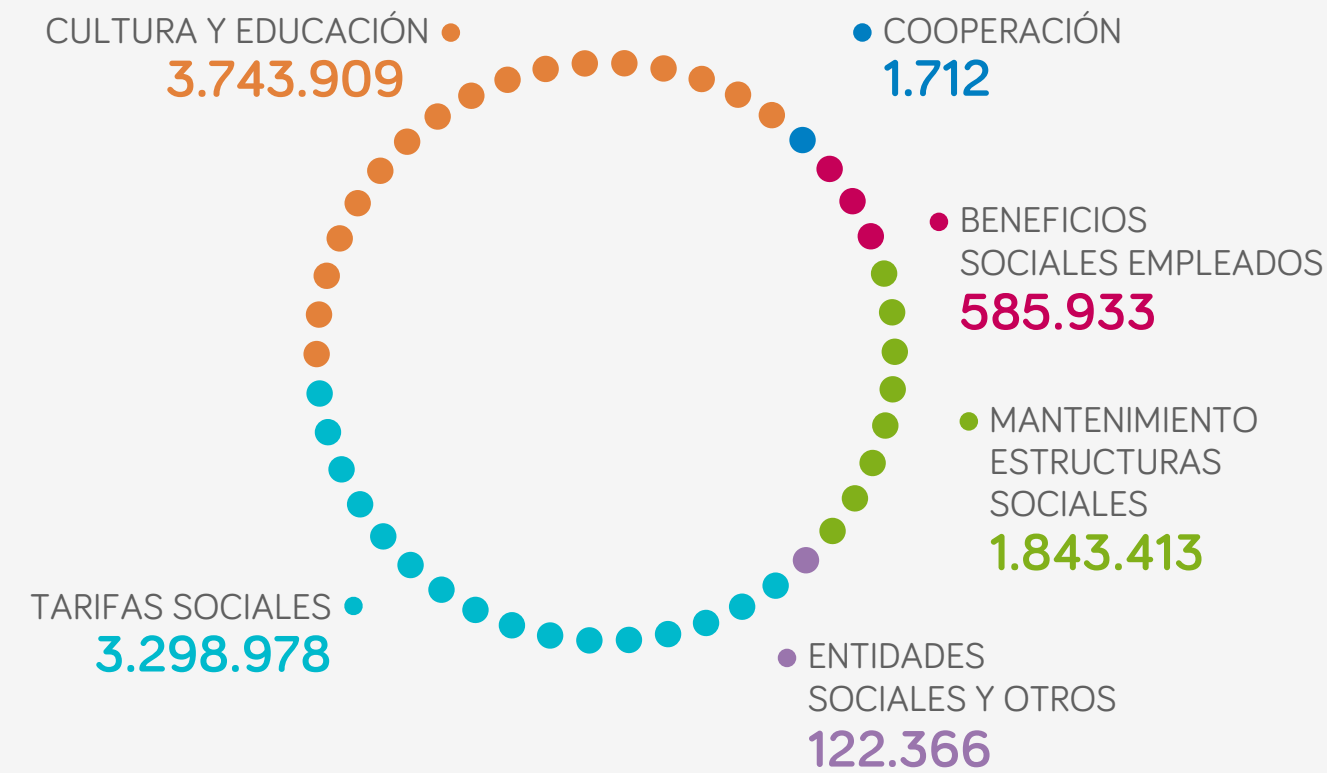 CULTURA Y EDUCACIÓN
3.743.909
COOPERACIÓN
1.712
BENEFICIOS
SOCIALES EMPLEADOS
585.933
MANTENIMIENTO
ESTRUCTURAS
SOCIALES
1.843.413
ENTIDADES
SOCIALES Y OTROS
122.366
TARIFAS SOCIALES
3.298.978